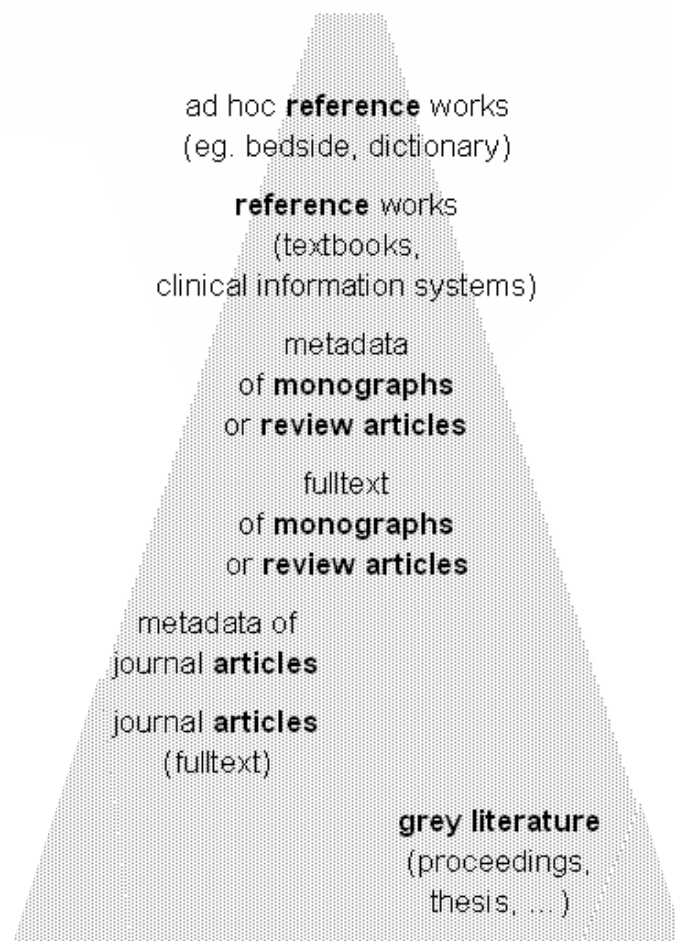 ad hoc reference works
(eg. bedside, dictionary)
reference works
(textbooks,
clinical information systems)
metadata
of monographs
or review articles
fulltext
of monographs
or review articles
metadata of
journal articles
journal articles
(fulltext)
grey literature
(proceedings,
thesis, ...)